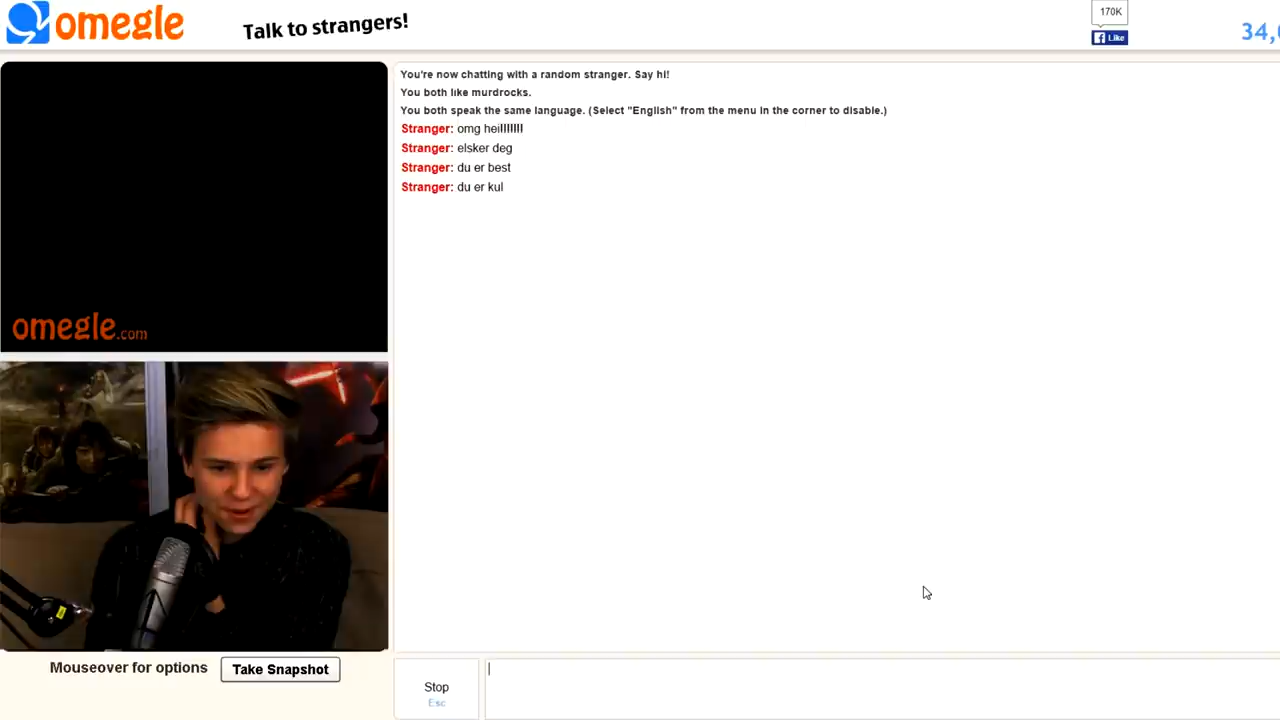 omegle
Talk to strangers!
170K
Like
34,
You're now chatting with a random stranger. Say hi!
You both like murdrocks.
You both speak the same language. (Select "English" from the menu in the corner to disable.)
Stranger: omg heilllllll
Stranger: elsker deg
Stranger: du er best
Stranger: du er kul
omegle.com
Mouseover for options
Take Snapshot
Stop
Esc